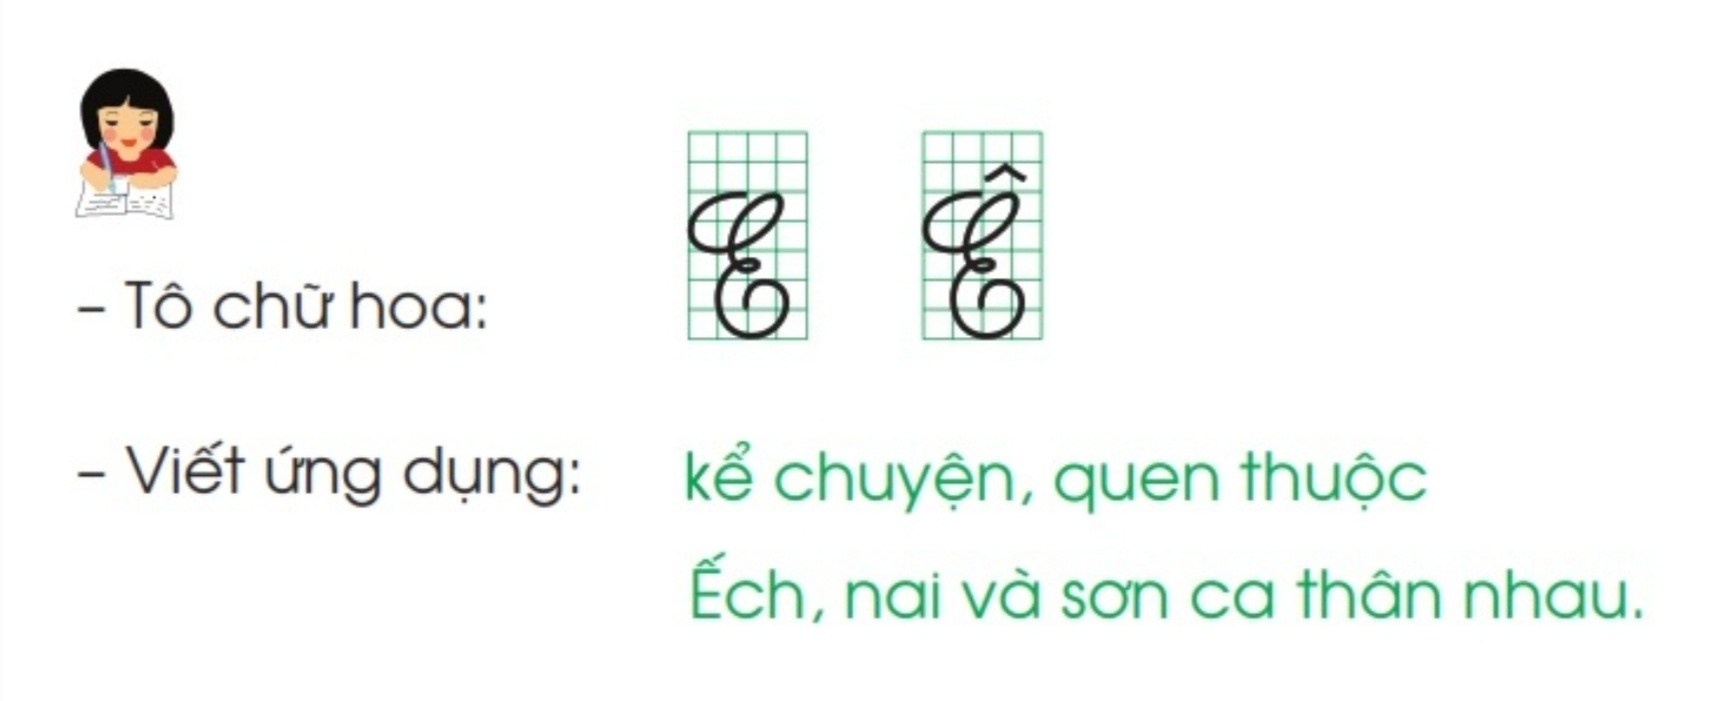 – Tô chữ hoa: E Ê
– Viết ứng dụng: kể chuyện, quen thuộc
Ếch, nai và sơn ca thân nhau.